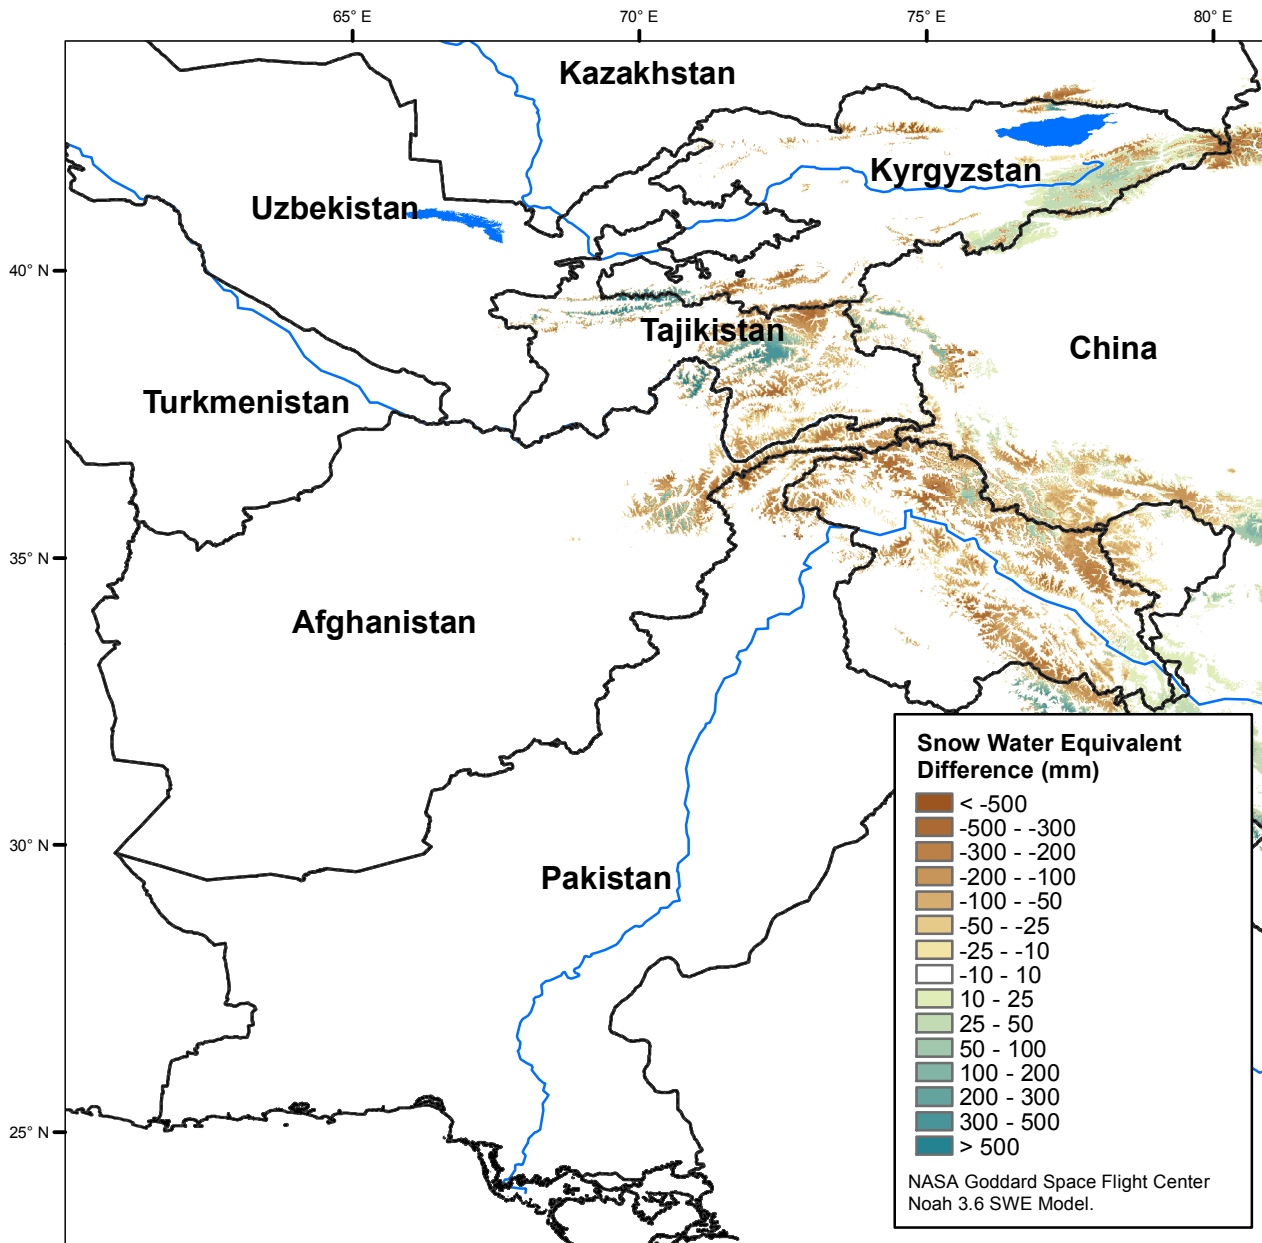 65° E
70° E
75° E
80° E
Kazakhstan
Kyrgyzstan
Uzbekistan
40° N
Tajikistan
China
Turkmenistan
35° N
Afghanistan
30° N
Pakistan
25° N
Snow Water Equivalent
Difference (mm)
< -500
-500 - -300
-300 - -200
-200 - -100
-100 - -50
-50 - -25
-25 - -10
-10 - 10
10 - 25
25 - 50
50 - 100
100 - 200
200 - 300
300 - 500
> 500
NASA Goddard Space Flight Center
Noah 3.6 SWE Model.